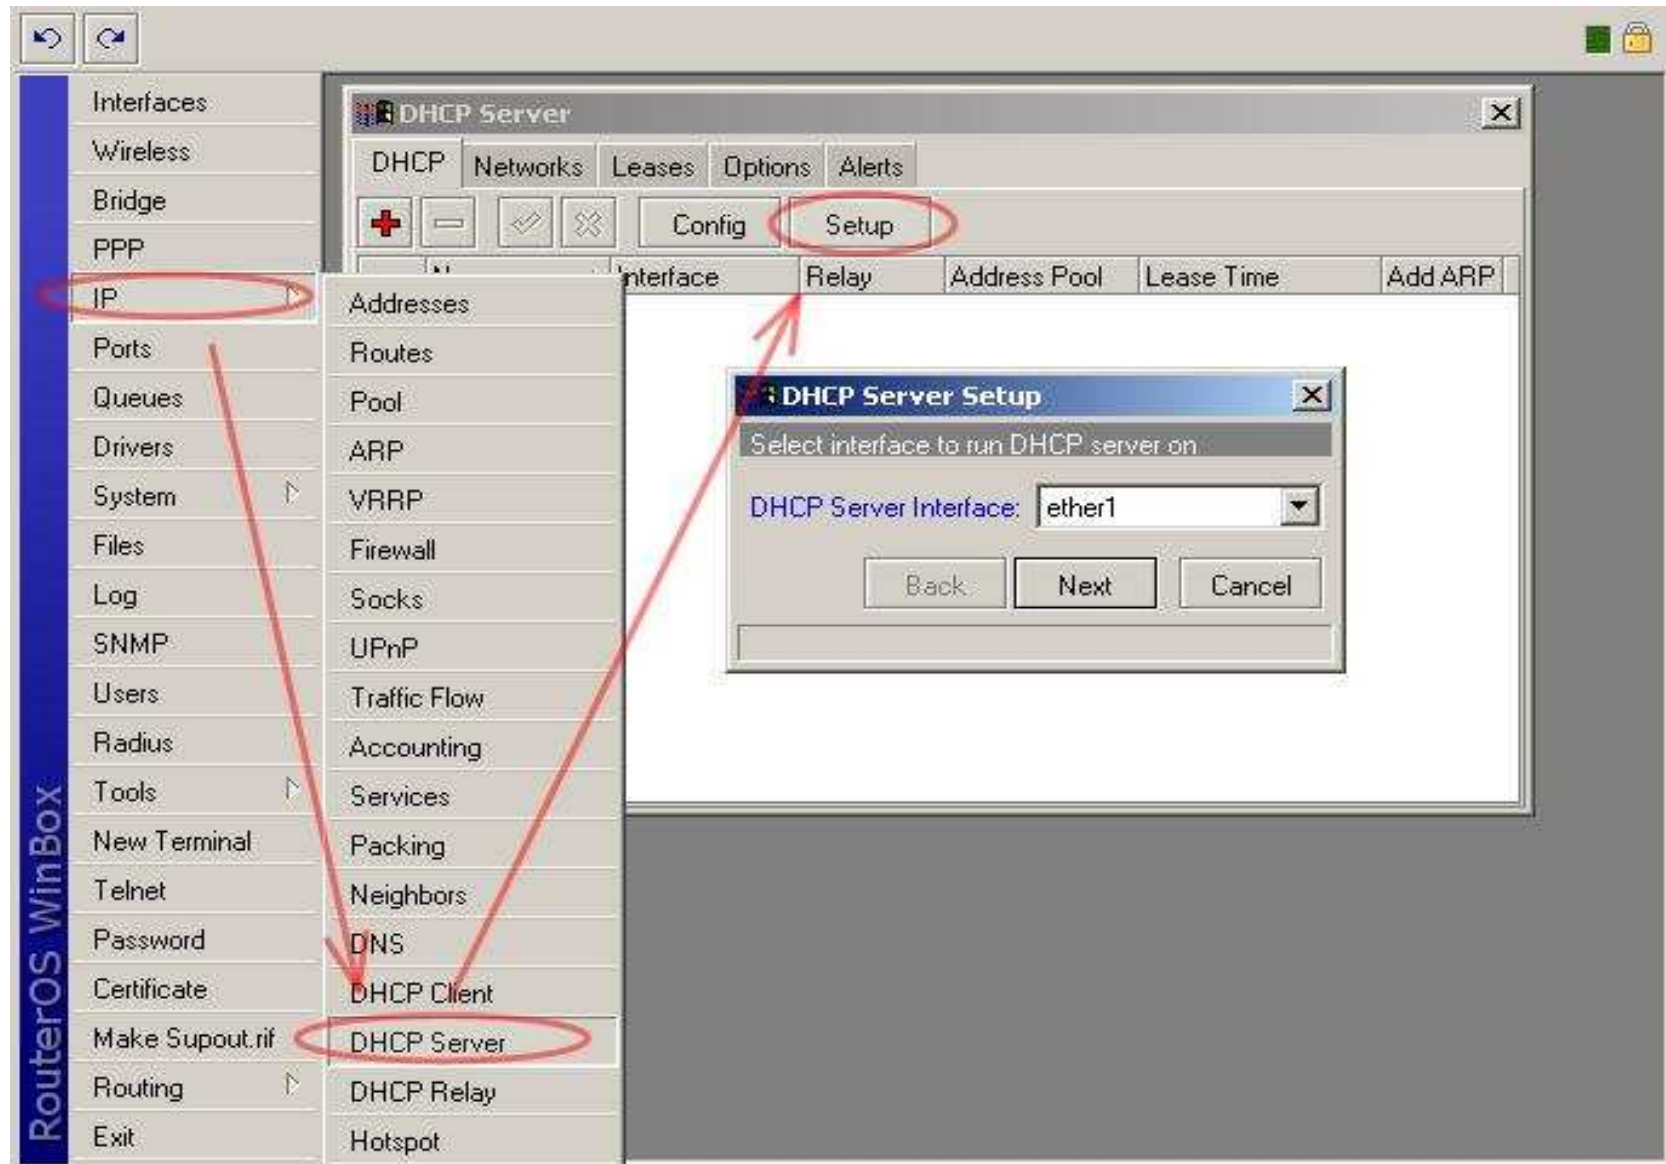 Interfaces
Wireless
Bridge
PPP
IP
Ports
Queues
Drivers
System
Files
Log
SNMP
Users
Radius
Tools
New Terminal
Telnet
Password
Certificate
Make Supout.rif
Routing
Exit
RouterOS WinBox
Addresses
Routes
Pool
ARP
VRRP
Firewall
Socks
UPnP
Traffic Flow
Accounting
Services
Packing
Neighbors
DNS
DHCP Client
DHCP Server
DHCP Relay
Hotspot
DHCP Server
DHCP Networks Leases Options Alerts
Config Setup
Interface Relay Address Pool Lease Time Add ARP
DHCP Server Setup
Select interface to run DHCP server on
DHCP Server Interface: ether1
Back Next Cancel